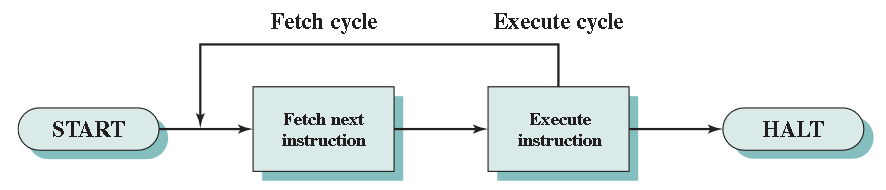 Fetch cycle
Execute cycle
START
Fetch next
instruction
Execute
instruction
HALT